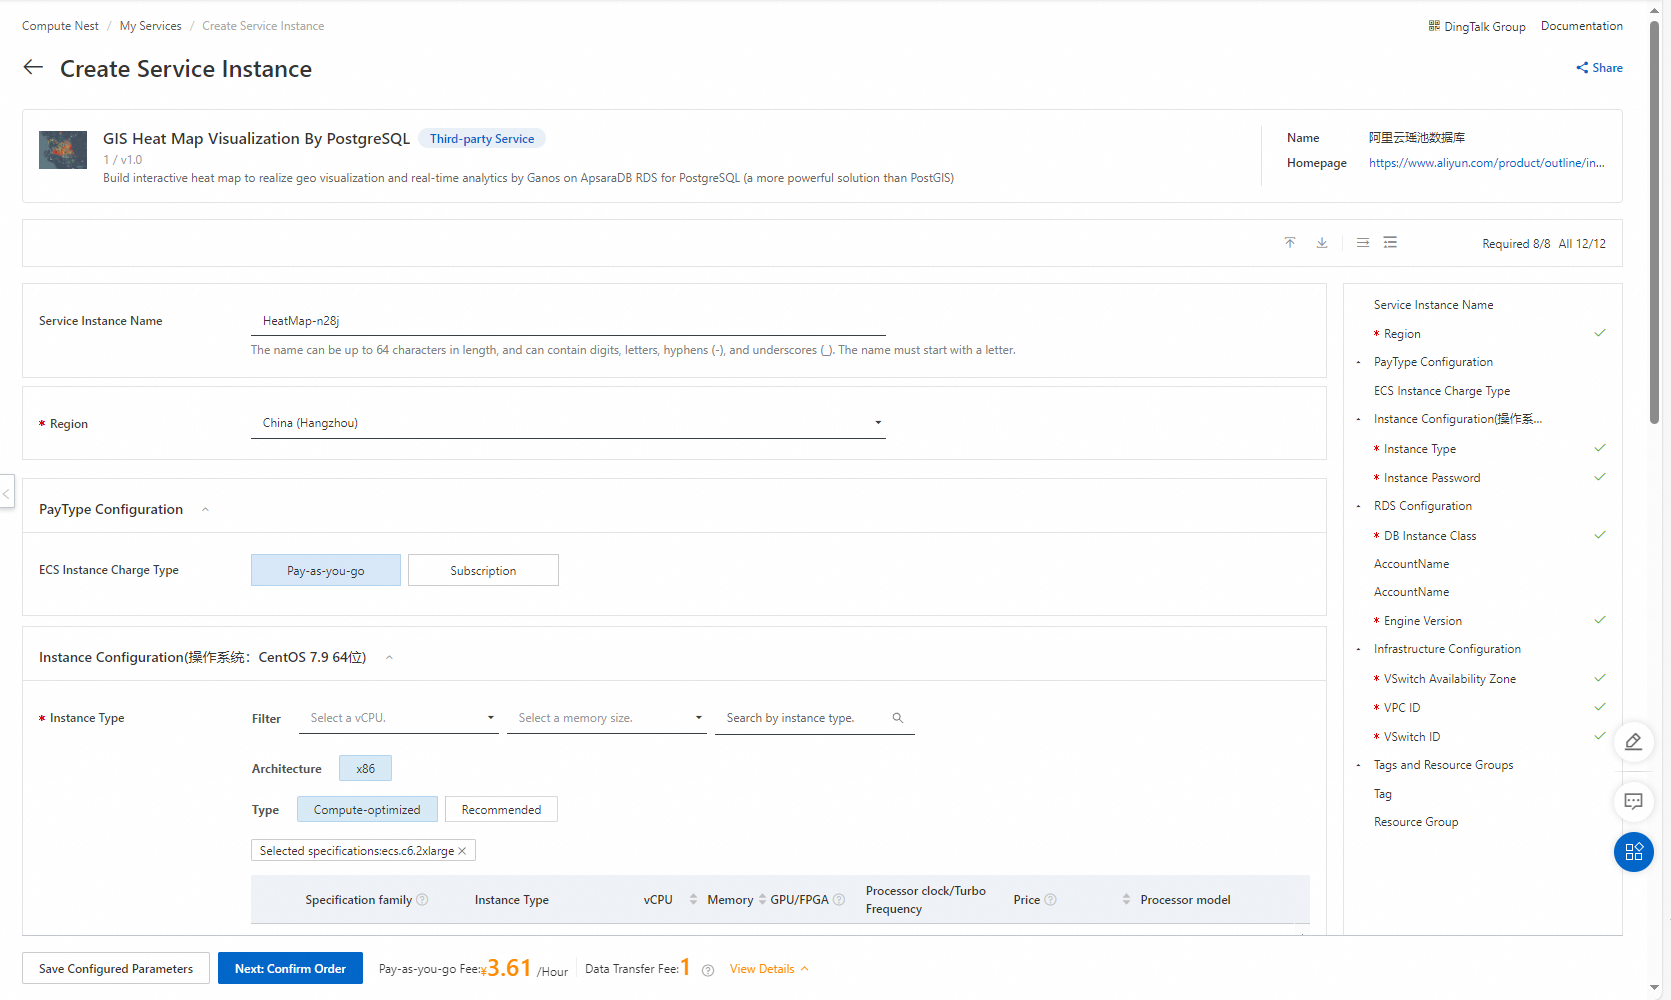 Compute Nest / My Services / Create Service Instance
DingTalk Group Documentation
Create Service Instance
Share
GIS Heat Map Visualization By PostgreSQL Third-party Service
1 / v1.0
Build interactive heat map to realize geo visualization and real-time analytics by Ganos on ApsaraDB RDS for PostgreSQL (a more powerful solution than PostGIS)
Name 阿里云瑶池数据库
Homepage https://www.aliyun.com/product/outline/in...
Required 8/8 All 12/12
Service Instance Name HeatMap-n28j
The name can be up to 64 characters in length, and can contain digits, letters, hyphens (-), and underscores (_). The name must start with a letter.
* Region China (Hangzhou)
PayType Configuration
ECS Instance Charge Type Pay-as-you-go Subscription
Instance Configuration(操作系统：CentOS 7.9 64位)
* Instance Type Filter Select a vCPU. Select a memory size. Search by instance type.
Architecture x86
Type Compute-optimized Recommended
Selected specifications:ecs.c6.2xlarge
Specification family Instance Type vCPU Memory GPU/FPGA Processor clock/Turbo Frequency Price Processor model
Service Instance Name
* Region
PayType Configuration
ECS Instance Charge Type
Instance Configuration(操作系...
* Instance Type
* Instance Password
RDS Configuration
* DB Instance Class
AccountName
AccountName
* Engine Version
Infrastructure Configuration
* VSwitch Availability Zone
* VPC ID
* VSwitch ID
Tags and Resource Groups
Tag
Resource Group
Save Configured Parameters Next: Confirm Order Pay-as-you-go Fee:¥3.61 /Hour Data Transfer Fee:1 View Details